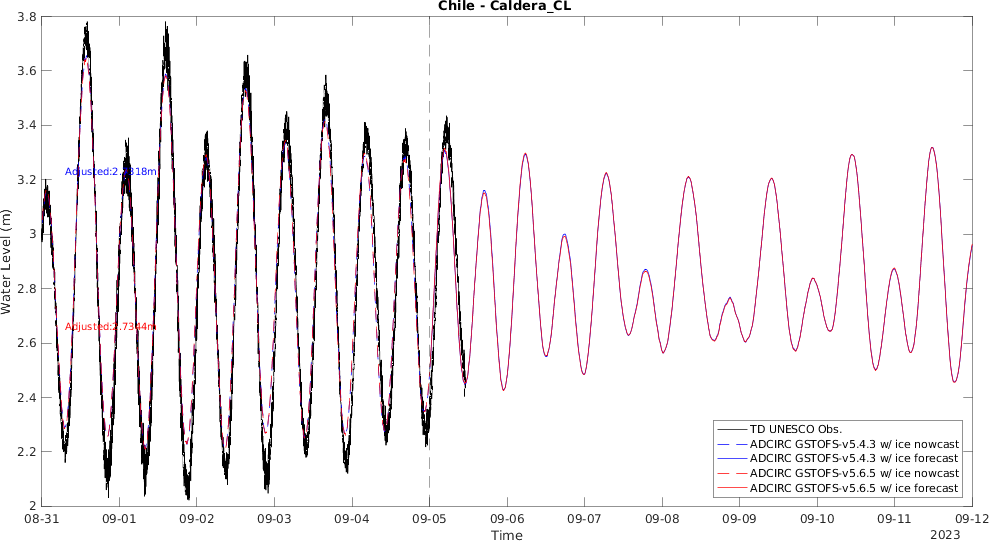 Chile - Caldera_CL
3.8
3.6
3.4
3.2
3
2.8
2.6
2.4
2.2
2
Water Level (m)
Adjusted:2.7344m
TD UNESCO Obs.
ADCIRC GSTOFS-v5.4.3 w/ ice nowcast
ADCIRC GSTOFS-v5.4.3 w/ ice forecast
ADCIRC GSTOFS-v5.6.5 w/ ice nowcast
ADCIRC GSTOFS-v5.6.5 w/ ice forecast
08-31 09-01 09-02 09-03 09-04 09-05 09-06 09-07 09-08 09-09 09-10 09-11 09-12
Time
2023